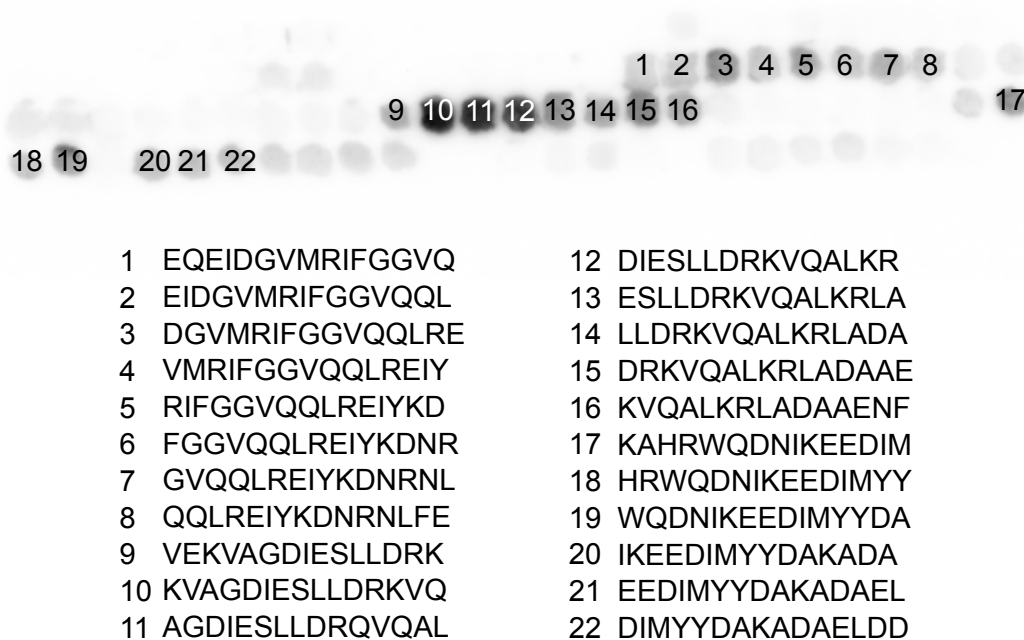 1 2 3 4 5 6 7 8
9 10 11 12 13 14 15 16 17
18 19 20 21 22
1 EQEIDGVMRIFGGVQ
2 EIDGVMRIFGGVQQL
3 DGVMRIFGGVQQLRE
4 VMRIFGGVQQLREIY
5 RIFGGVQQLREIYKD
6 FGGVQQLREIYKDNR
7 GVQQLREIYKDNRNL
8 QQLREIYKDNRNLFE
9 VEKVAGDIESLLDRK
10 KVAGDIESLLDRKVQ
11 AGDIESLLDRQVQAL
12 DIESLLDRKVQALKR
13 ESLLDRKVQALKRLA
14 LLDRKVQALKRLADA
15 DRKVQALKRLADAAE
16 KVQALKRLADAAENF
17 KAHRWQDNIKEEDIM
18 HRWQDNIKEEDIMYY
19 WQDNIKEEDIMYYDA
20 IKEEDIMYYDAKADA
21 EEDIMYYDAKADAEL
22 DIMYYDAKADAELDD